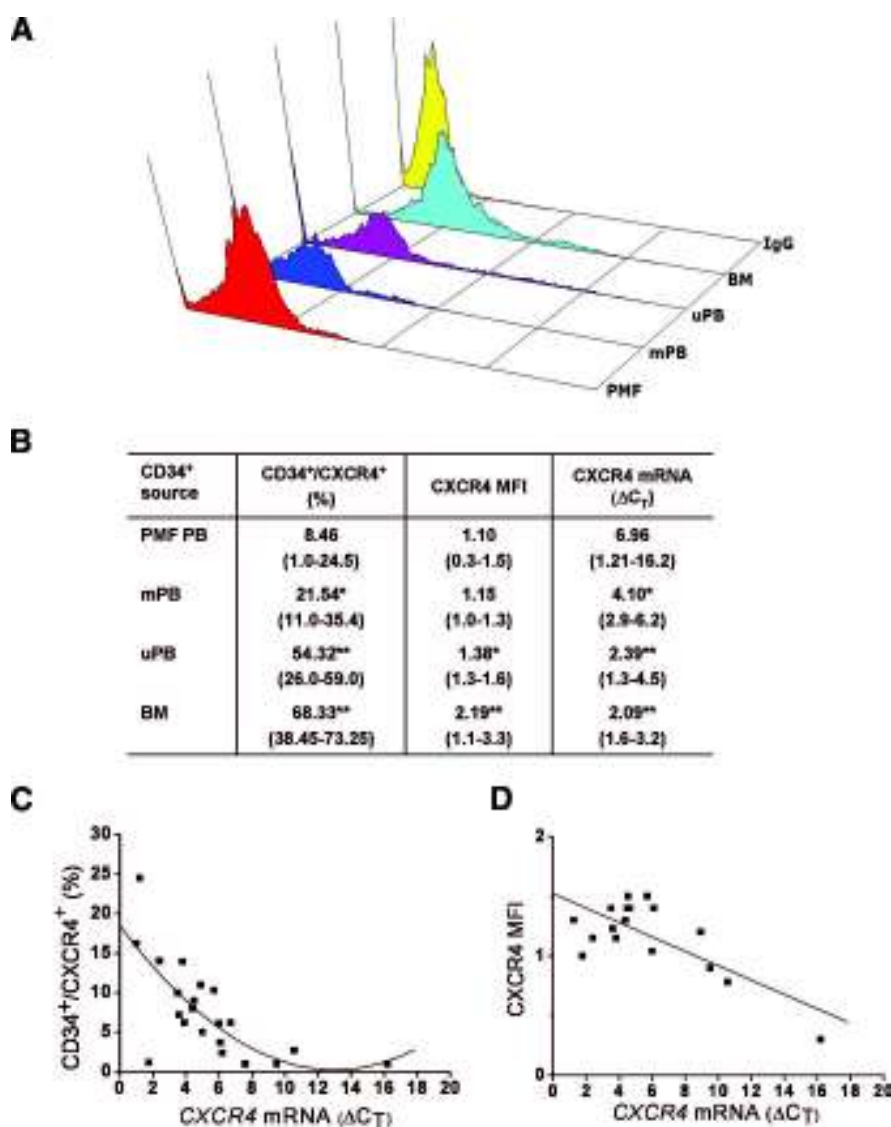 A
IgG
BM
uPB
mPB
PMF
B
CD34⁺ source
CD34⁺/CXCR4⁺ (%)
CXCR4 MFI
CXCR4 mRNA (ΔC_T)
PMF PB 8.46 1.10 6.96
(1.0-24.5) (0.3-1.5) (1.21-16.2)
mPB 21.54* 1.15 4.10*
(11.0-35.4) (1.0-1.3) (2.9-6.2)
uPB 54.32** 1.38* 2.39**
(26.0-59.0) (1.3-1.6) (1.3-4.5)
BM 68.33** 2.19** 2.09**
(38.45-73.25) (1.1-3.3) (1.6-3.2)
C
CD34⁺/CXCR4⁺ (%)
30
25
20
15
10
5
0
0 2 4 6 8 10 12 14 16 18 20
CXCR4 mRNA (ΔC_T)
D
CXCR4 MFI
2
1
0
0 2 4 6 8 10 12 14 16 18 20
CXCR4 mRNA (ΔC_T)